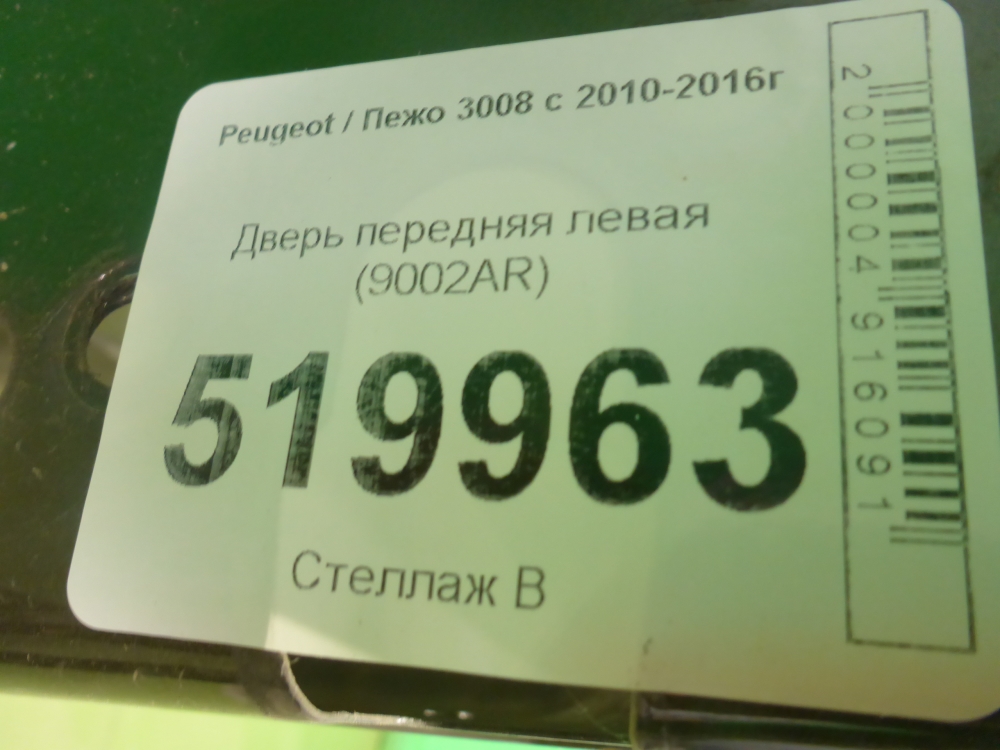 Peugeot / Пежо 3008 с 2010-2016г
Дверь передняя левая
(9002AR)
519963
Стеллаж В
2000004916091